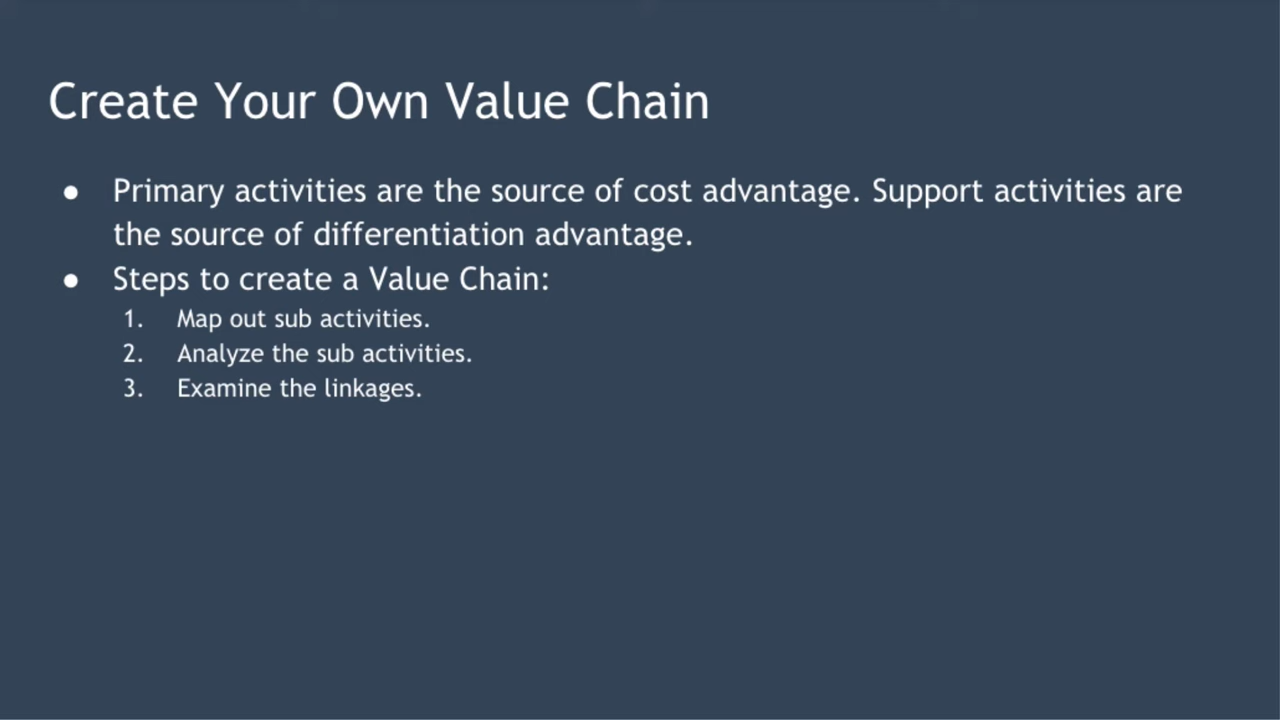 Create Your Own Value Chain
● Primary activities are the source of cost advantage. Support activities are
the source of differentiation advantage.
● Steps to create a Value Chain:
1. Map out sub activities.
2. Analyze the sub activities.
3. Examine the linkages.